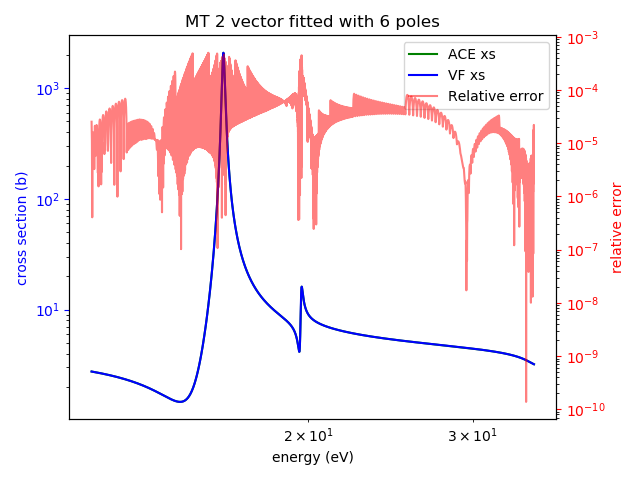 MT 2 vector fitted with 6 poles
ACE xs
VF xs
Relative error
cross section (b)
10³
10²
10¹
relative error
10⁻³
10⁻⁴
10⁻⁵
10⁻⁶
10⁻⁷
10⁻⁸
10⁻⁹
10⁻¹⁰
2 × 10¹
3 × 10¹
energy (eV)